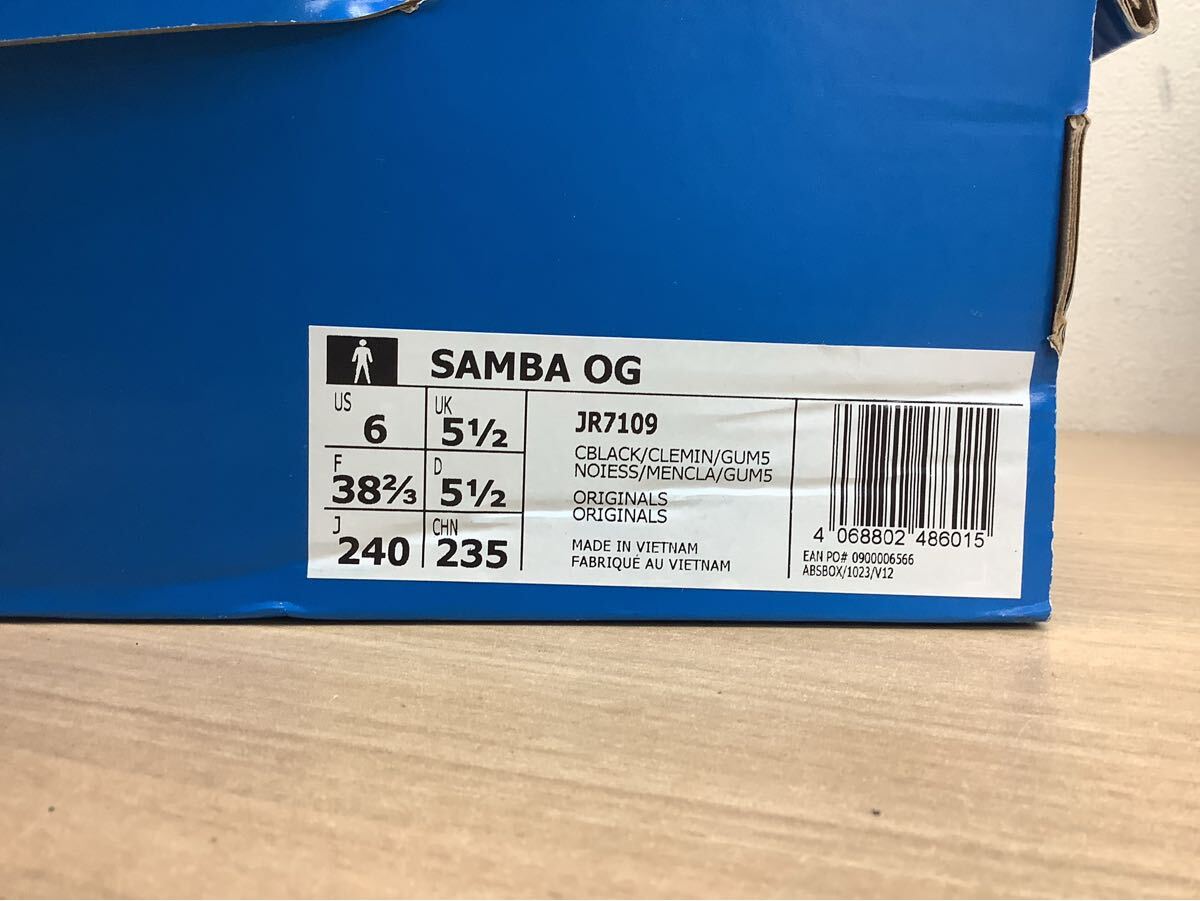 SAMBA OG
US
6
UK
5½
F
38⅔
D
5½
J
240
CHN
235
JR7109
CBLACK/CLEMIN/GUM5
NOIESS/MENCLA/GUM5
ORIGINALS
ORIGINALS
MADE IN VIETNAM
FABRIQUÉ AU VIETNAM
4 068802 486015
EAN PO# 0900006566
ABSBOX/1023/V12